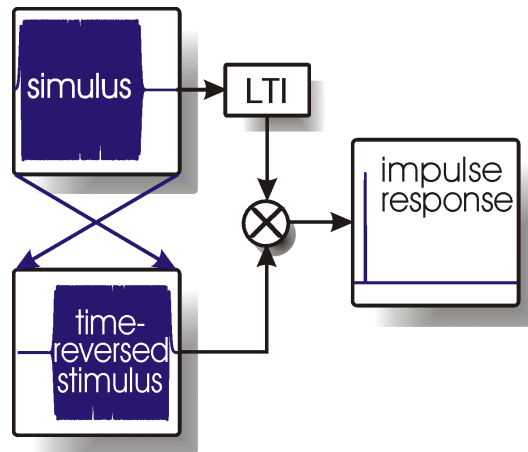 simulus
LTI
impulse
response
time-
reversed
stimulus